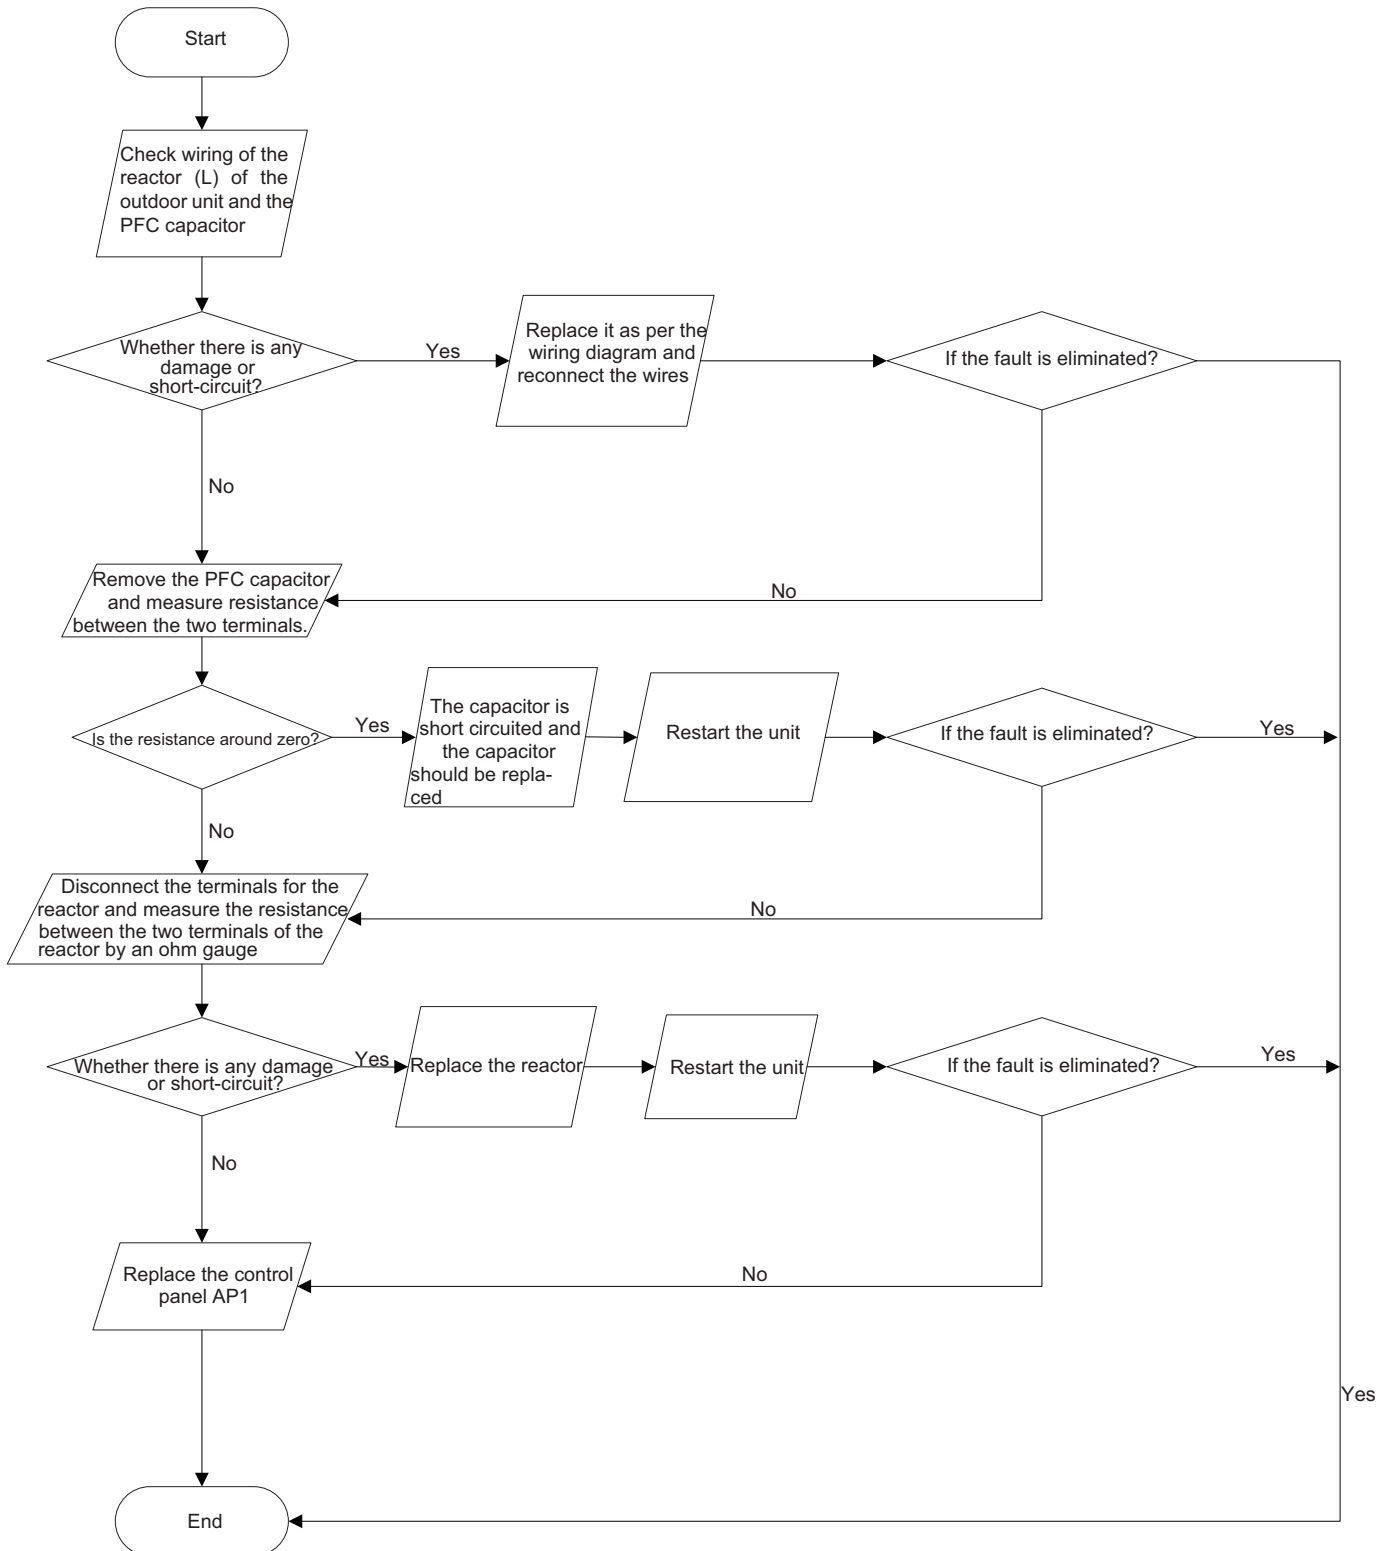 Start
Check wiring of the
reactor (L) of the
outdoor unit and the
PFC capacitor
Whether there is any
damage or
short-circuit?
Yes
Replace it as per the
wiring diagram and
reconnect the wires
If the fault is eliminated?
No
Remove the PFC capacitor
and measure resistance
between the two terminals.
No
Is the resistance around zero?
Yes
The capacitor is
short circuited and
the capacitor
should be repla-
ced
Restart the unit
If the fault is eliminated?
Yes
No
Disconnect the terminals for the
reactor and measure the resistance
between the two terminals of the
reactor by an ohm gauge
No
Whether there is any damage
or short-circuit?
Yes
Replace the reactor
Restart the unit
If the fault is eliminated?
Yes
No
Replace the control
panel AP1
No
Yes
End